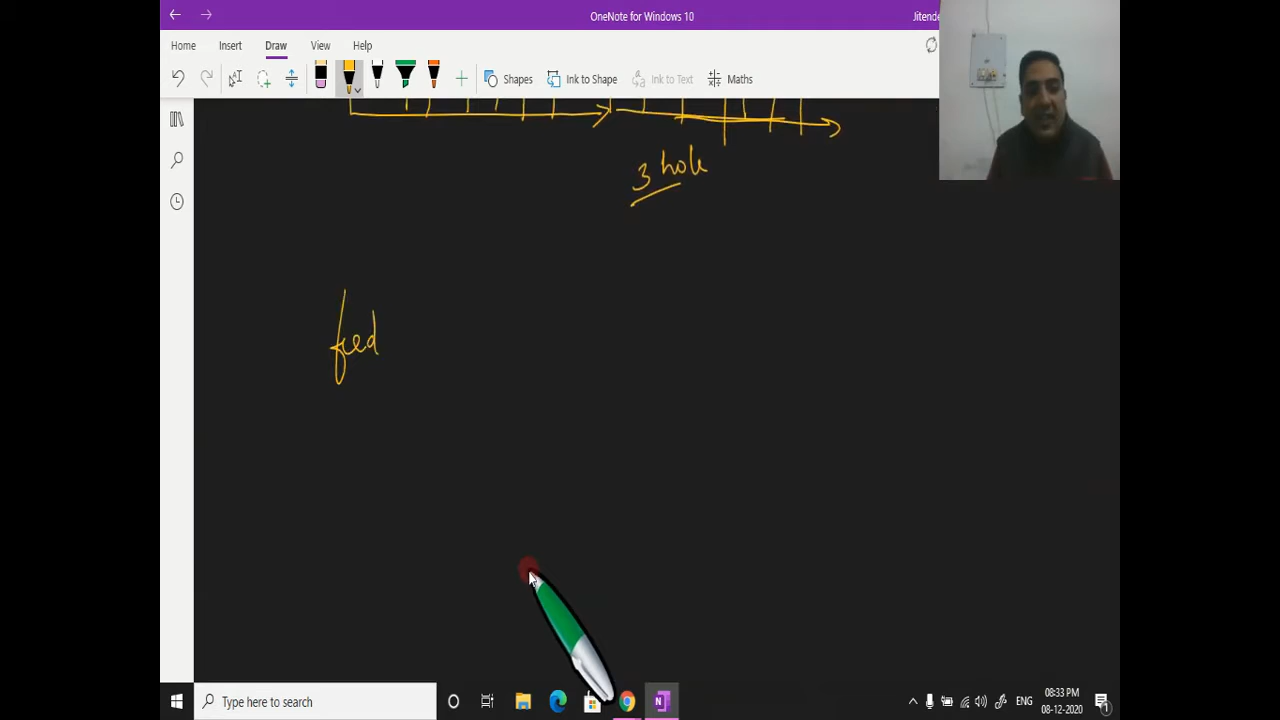 OneNote for Windows 10
Jitende
Home Insert Draw View Help
Shapes Ink to Shape Ink to Text Maths
3 hole
feed
Type here to search
ENG
08:33 PM
08-12-2020
1